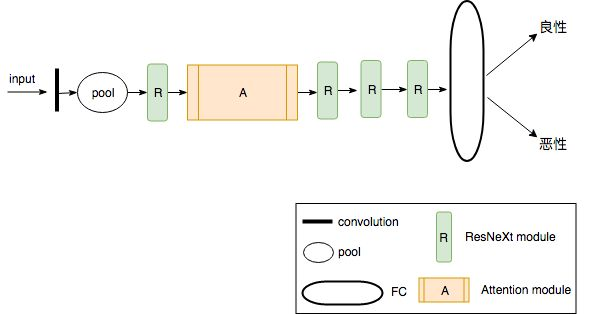 input
pool
R
A
R
R
R
良性
恶性
convolution
pool
FC
R
ResNeXt module
A
Attention module